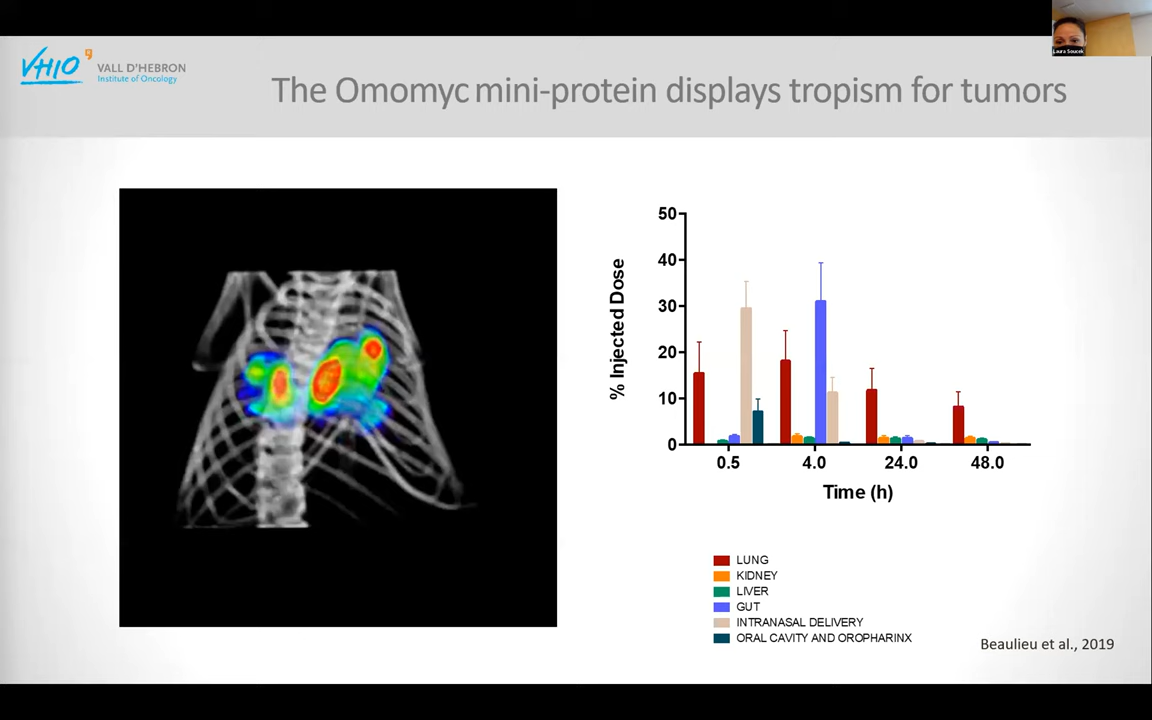 Laura Soucek
VHIO
VALL D'HEBRON
Institute of Oncology
The Omomyc mini-protein displays tropism for tumors
50
40
30
20
10
0
% Injected Dose
0.5 4.0 24.0 48.0
Time (h)
LUNG
KIDNEY
LIVER
GUT
INTRANASAL DELIVERY
ORAL CAVITY AND OROPHARINX
Beaulieu et al., 2019